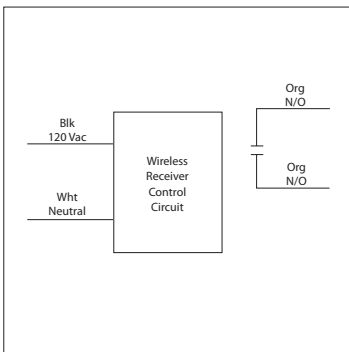 Blk
120 Vac
Wht
Neutral
Wireless
Receiver
Control
Circuit
Org
N/O
Org
N/O